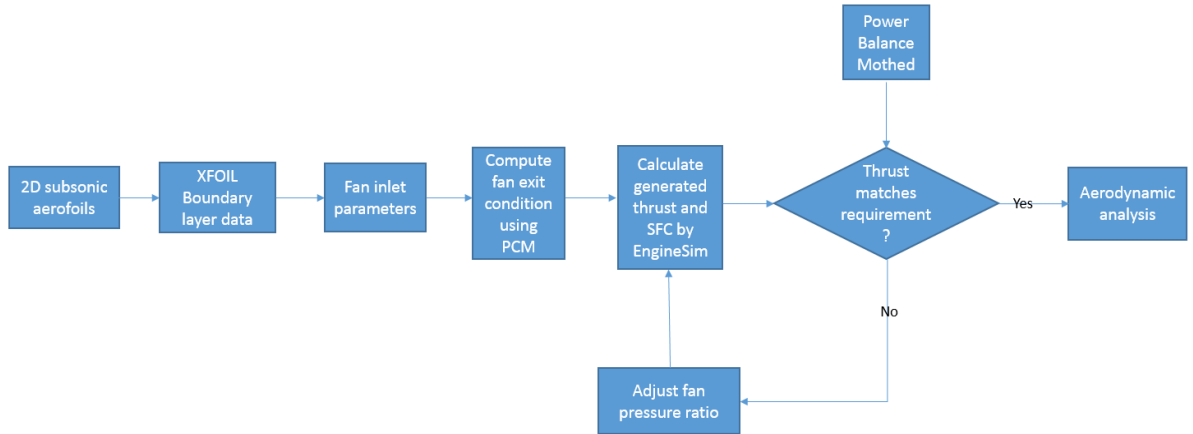 2D subsonic
aerofoils
XFOIL
Boundary
layer data
Fan inlet
parameters
Compute
fan exit
condition
using
PCM
Calculate
generated
thrust and
SFC by
EngineSim
Power
Balance
Mothed
Thrust
matches
requirement
?
Yes
Aerodynamic
analysis
No
Adjust fan
pressure ratio